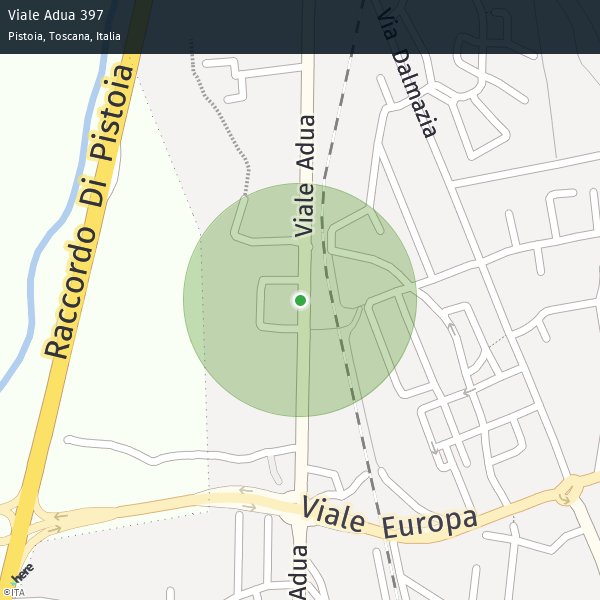 Viale Adua 397
Pistoia, Toscana, Italia
Via Dalmazia
Raccordo Di Pistoia
Viale Adua
Viale Europa
Adua
here
©ITA